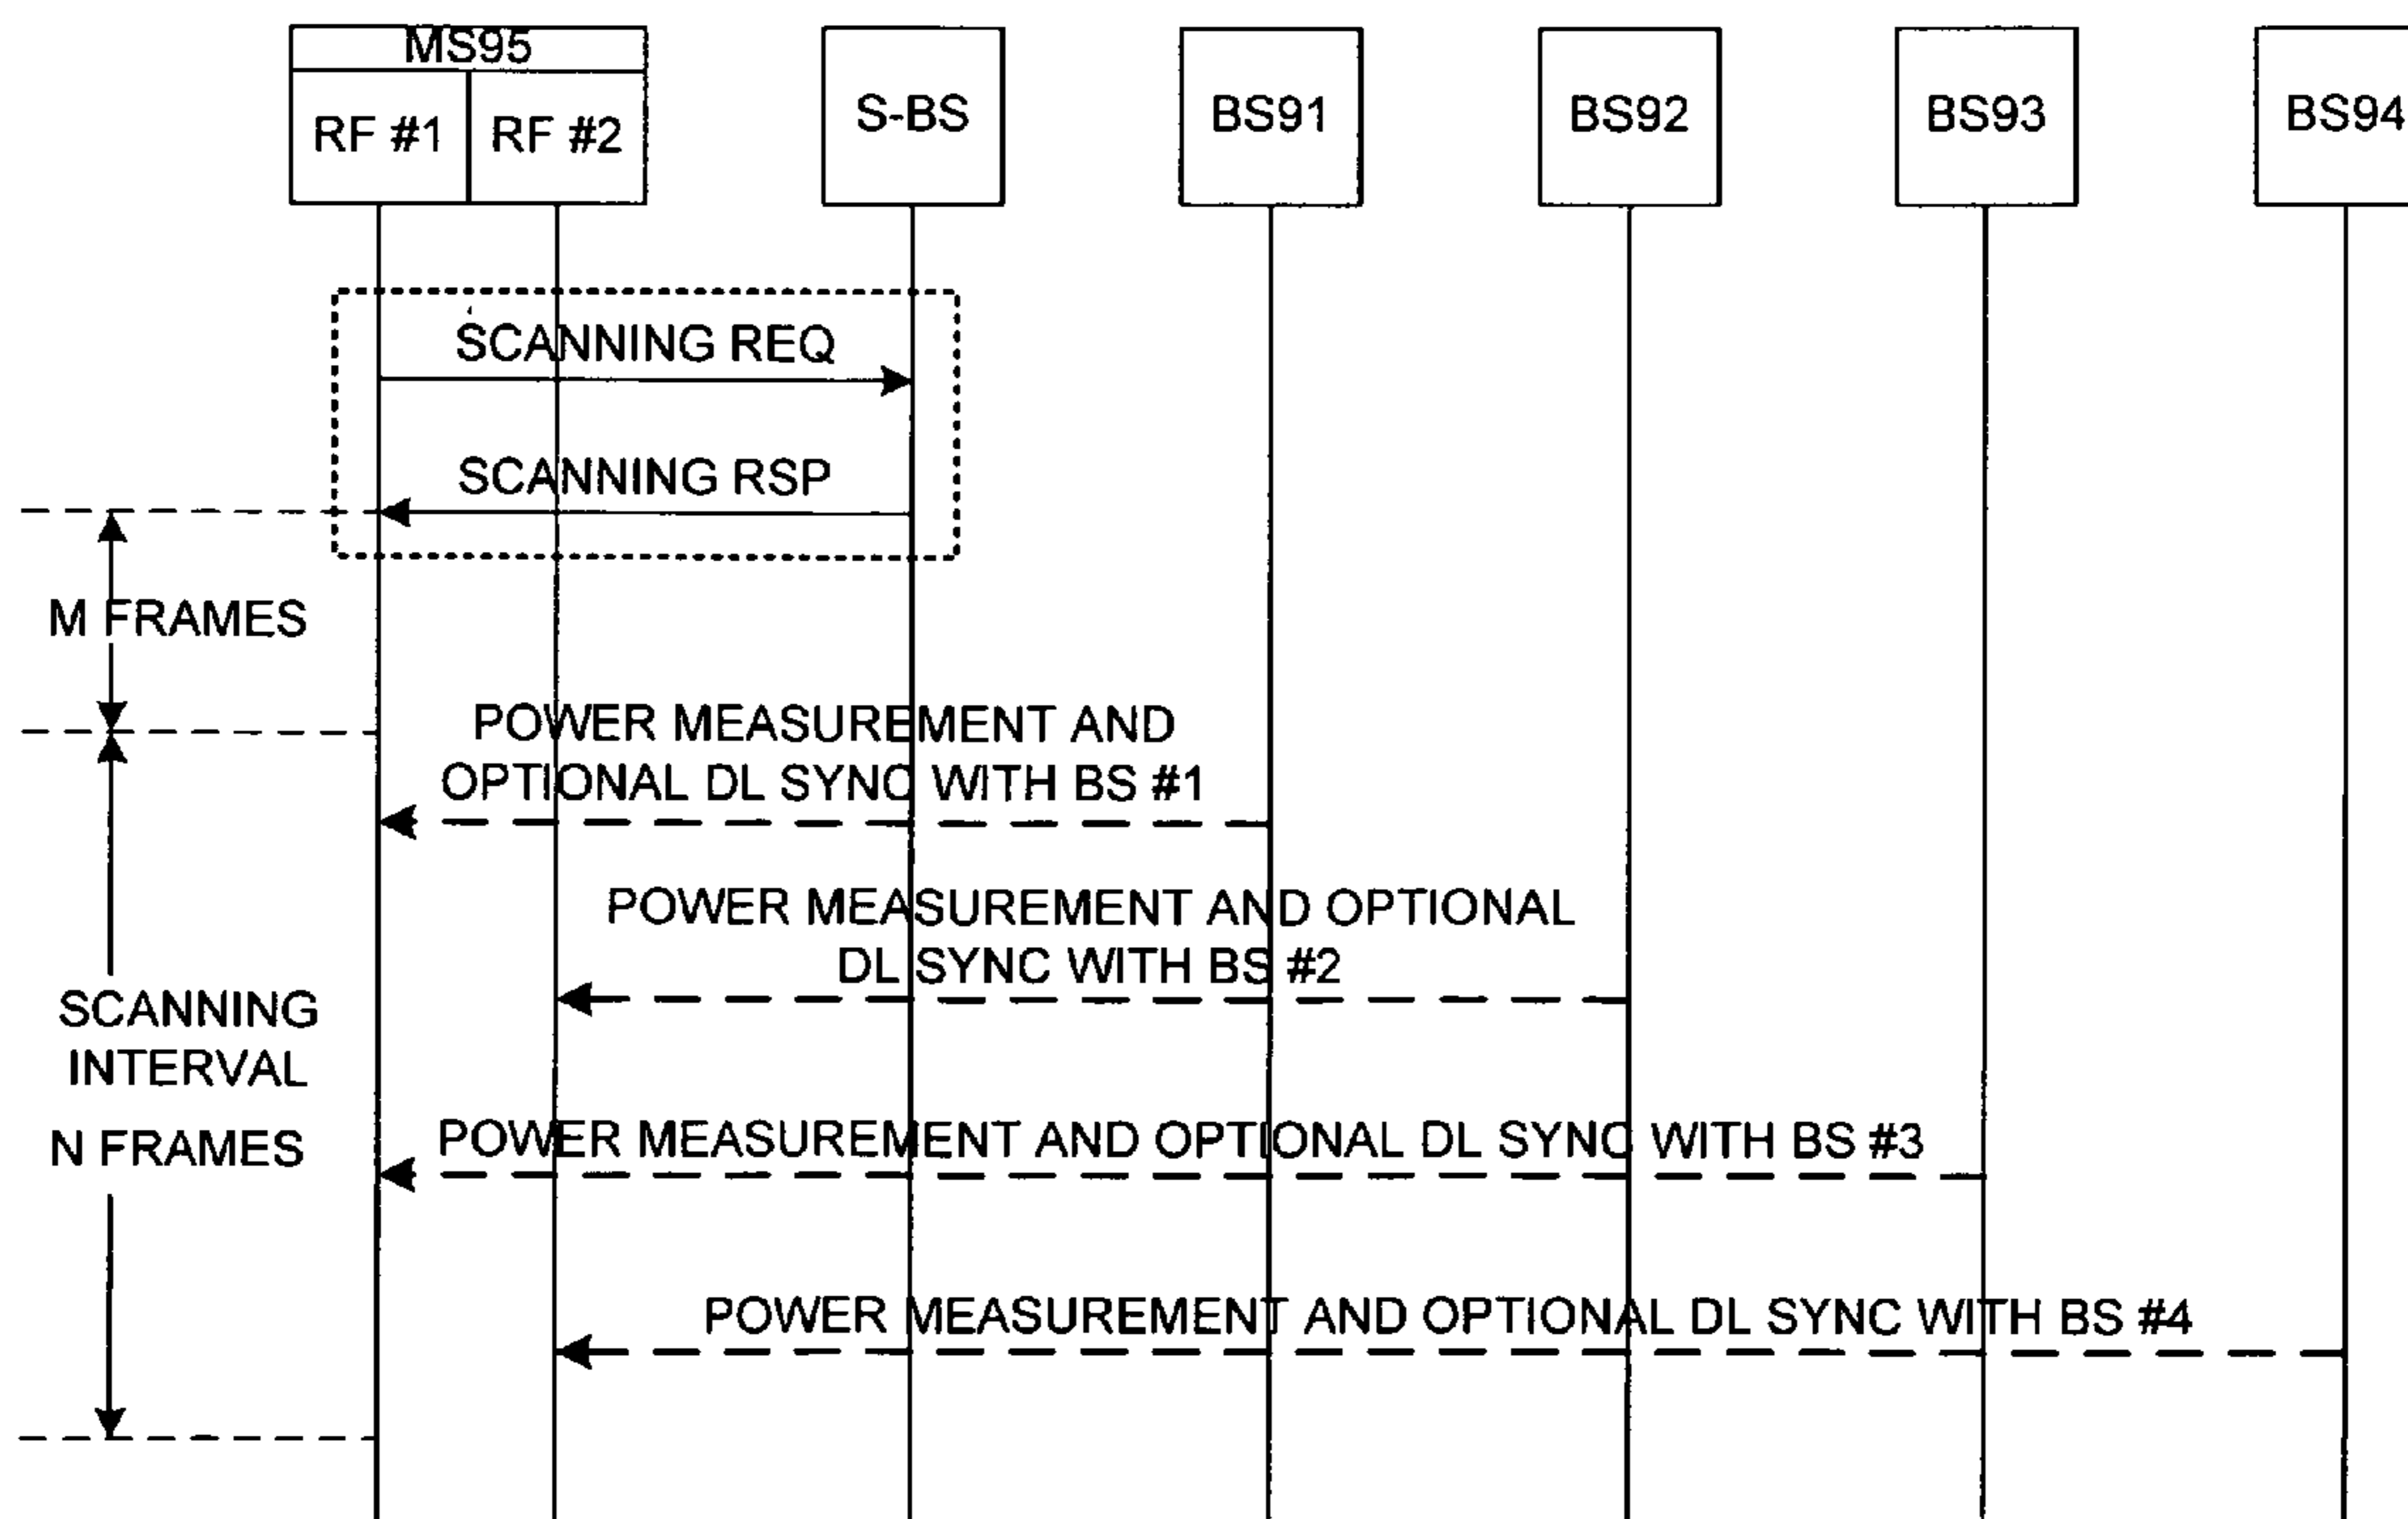 MS95
RF #1
RF #2
S-BS
BS91
BS92
BS93
BS94
SCANNING REQ
SCANNING RSP
M FRAMES
POWER MEASUREMENT AND
OPTIONAL DL SYNC WITH BS #1
POWER MEASUREMENT AND OPTIONAL
DL SYNC WITH BS #2
SCANNING
INTERVAL
N FRAMES
POWER MEASUREMENT AND OPTIONAL DL SYNC WITH BS #3
POWER MEASUREMENT AND OPTIONAL DL SYNC WITH BS #4